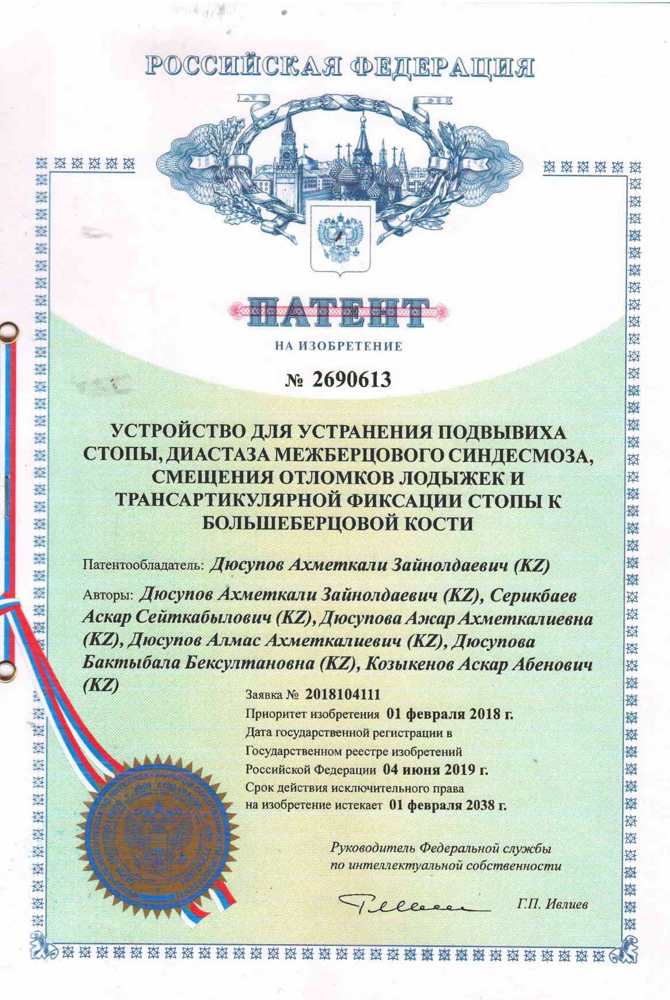 РОССИЙСКАЯ ФЕДЕРАЦИЯ
ПАТЕНТ
НА ИЗОБРЕТЕНИЕ
№ 2690613
УСТРОЙСТВО ДЛЯ УСТРАНЕНИЯ ПОДВЫВИХА
СТОПЫ, ДИАСТАЗА МЕЖБЕРЦОВОГО СИНДЕСМОЗА,
СМЕЩЕНИЯ ОТЛОМКОВ ЛОДЫЖЕК И
ТРАНСАРТИКУЛЯРНОЙ ФИКСАЦИИ СТОПЫ К
БОЛЬШЕБЕРЦОВОЙ КОСТИ
Патентообладатель: Дюсупов Ахметкали Зайнолдаевич (KZ)
Авторы: Дюсупов Ахметкали Зайнолдаевич (KZ), Серикбаев
Аскар Сейткабылович (KZ), Дюсупова Ажар Ахметкалиевна
(KZ), Дюсупов Алмас Ахметкалиевич (KZ), Дюсупова
Бактыбала Бексултановна (KZ), Козыкенов Аскар Абенович
(KZ)
Заявка № 2018104111
Приоритет изобретения 01 февраля 2018 г.
Дата государственной регистрации в
Государственном реестре изобретений
Российской Федерации 04 июня 2019 г.
Срок действия исключительного права
на изобретение истекает 01 февраля 2038 г.
Руководитель Федеральной службы
по интеллектуальной собственности
Г.П. Ивлиев